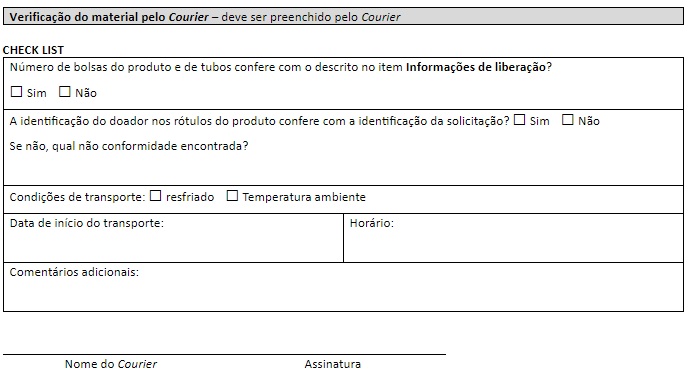 Verificação do material pelo Courier – deve ser preenchido pelo Courier
CHECK LIST
Número de bolsas do produto e de tubos confere com o descrito no item Informações de liberação?
☐ Sim ☐ Não
A identificação do doador nos rótulos do produto confere com a identificação da solicitação? ☐ Sim ☐ Não
Se não, qual não conformidade encontrada?
Condições de transporte: ☐ resfriado ☐ Temperatura ambiente
Data de início do transporte: Horário:
Comentários adicionais:
Nome do Courier Assinatura